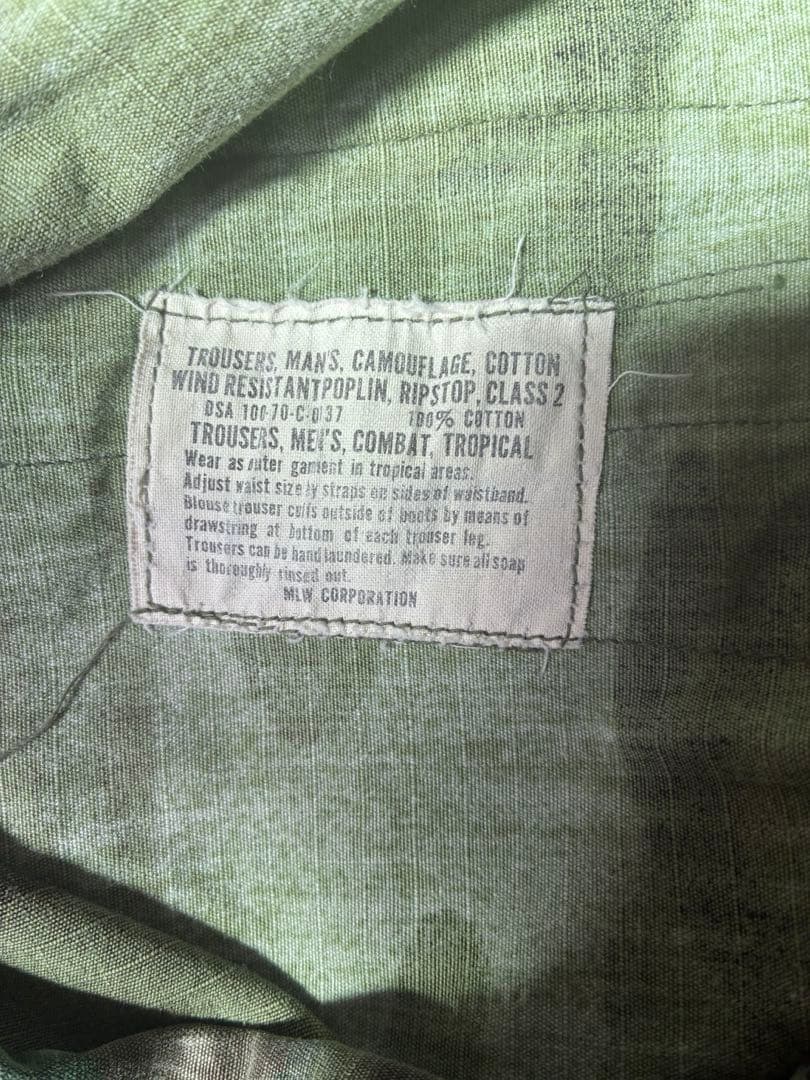 TROUSERS, MAN'S, CAMOUFLAGE, COTTON
WIND RESISTANTPOPLIN, RIPSTOP, CLASS 2
DSA 100-70-C-0137 100% COTTON
TROUSERS, MEN'S, COMBAT, TROPICAL
Wear as outer garment in tropical areas.
Adjust waist size by straps on sides of waistband.
Blouse trouser cuffs outside of boots by means of
drawstring at bottom of each trouser leg.
Trousers can be hand laundered. Make sure all soap
is thoroughly rinsed out.
MLW CORPORATION